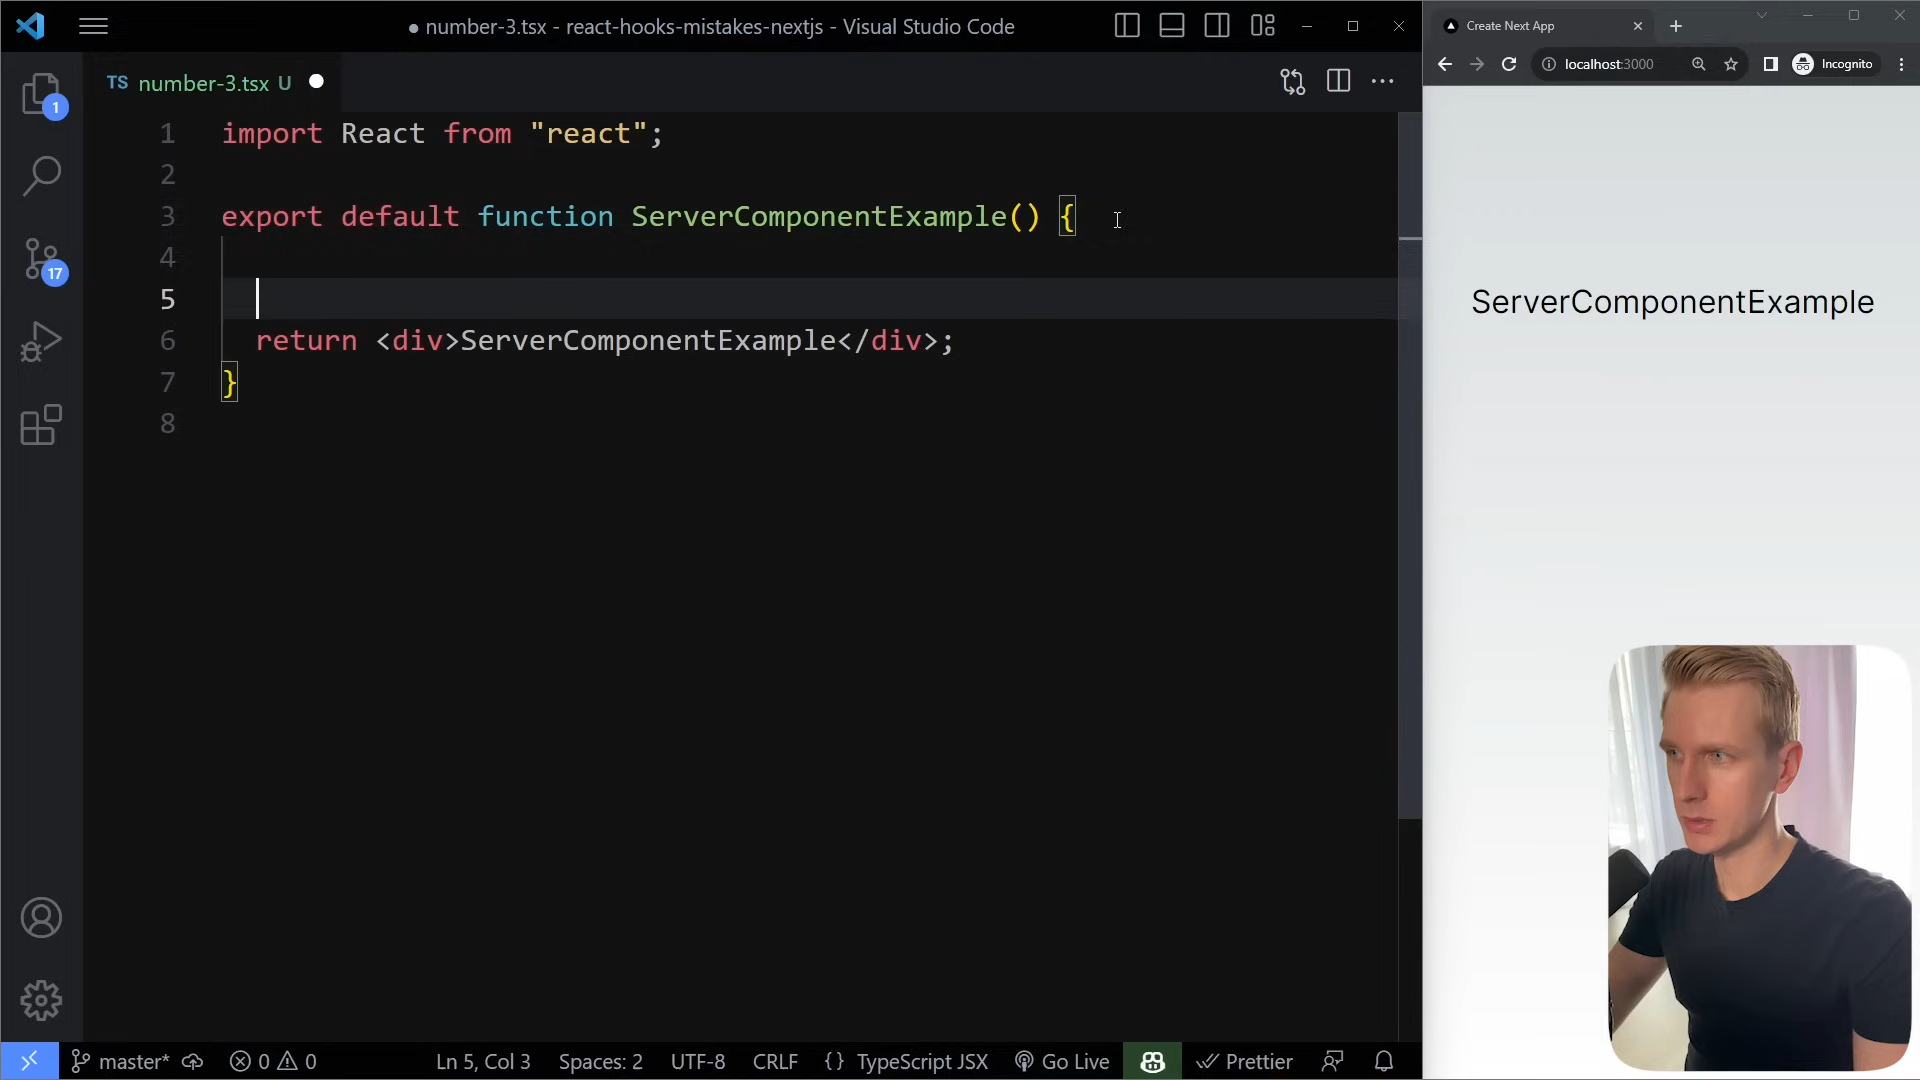 number-3.tsx - react-hooks-mistakes-nextjs - Visual Studio Code
TS number-3.tsx U
1
17
1 import React from "react";
2
3 export default function ServerComponentExample() {
4
5
6 return <div>ServerComponentExample</div>;
7 }
8
master* 0 0 Ln 5, Col 3 Spaces: 2 UTF-8 CRLF {} TypeScript JSX Go Live Prettier
Create Next App
localhost:3000 Incognito
ServerComponentExample